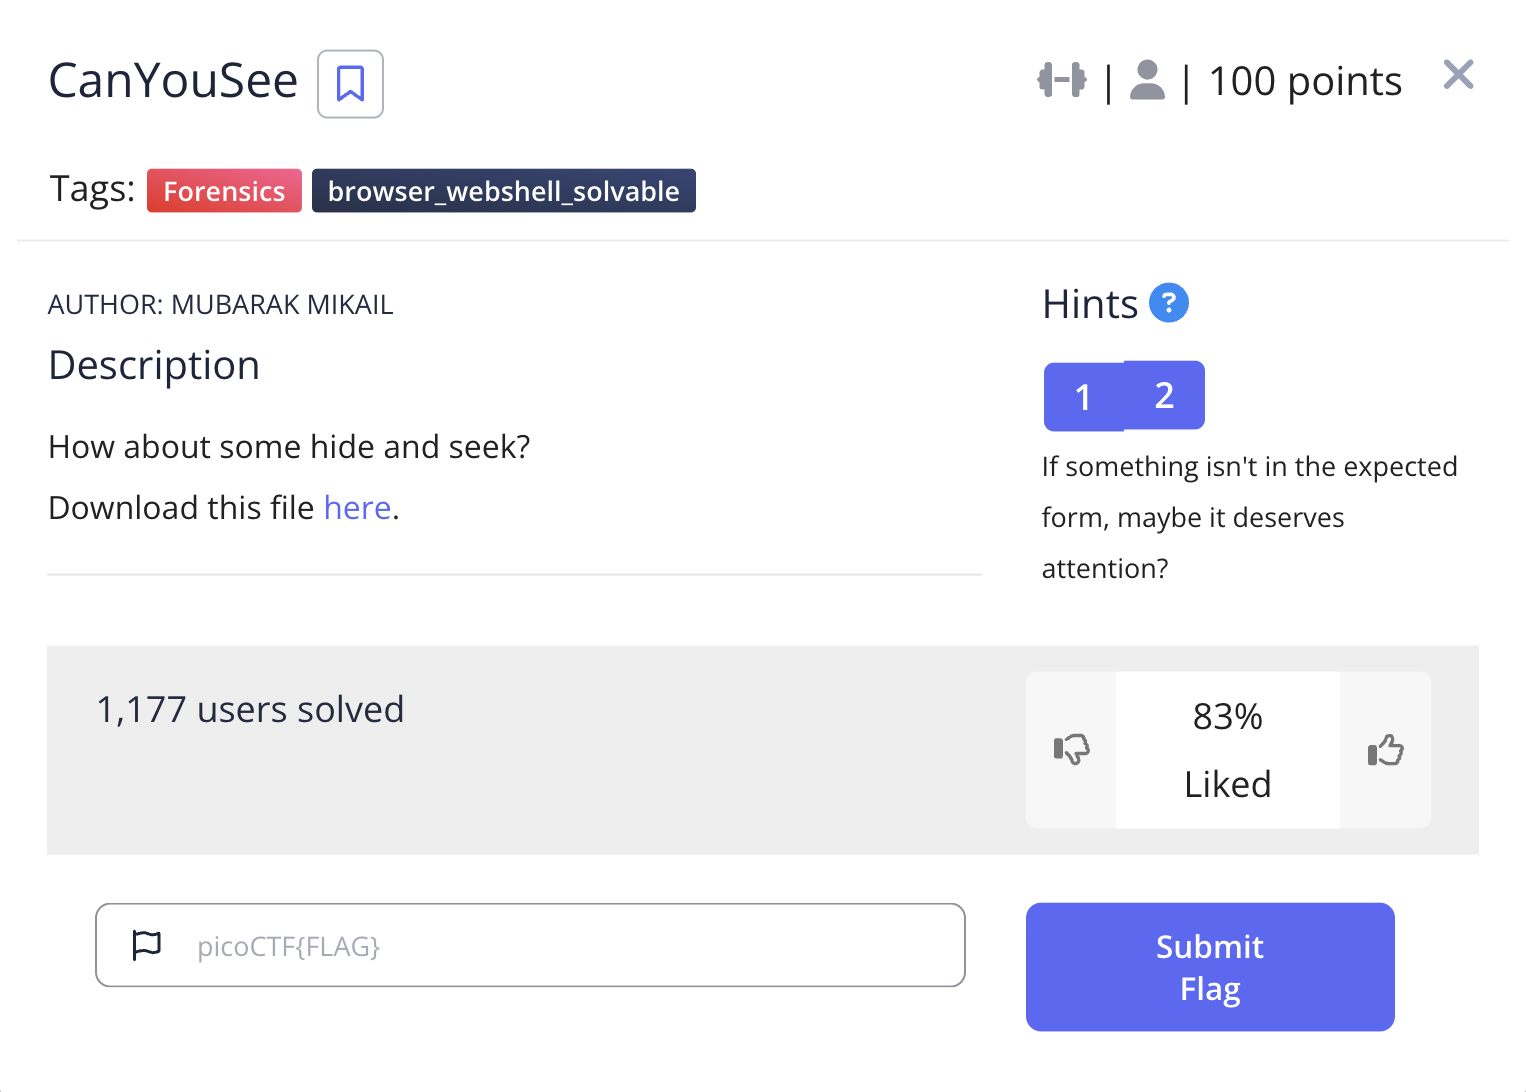 CanYouSee
| | 100 points
Tags: Forensics browser_webshell_solvable
AUTHOR: MUBARAK MIKAIL
Description
How about some hide and seek?
Download this file here.
Hints ?
1 2
If something isn't in the expected
form, maybe it deserves
attention?
1,177 users solved
83%
Liked
picoCTF{FLAG}
Submit
Flag